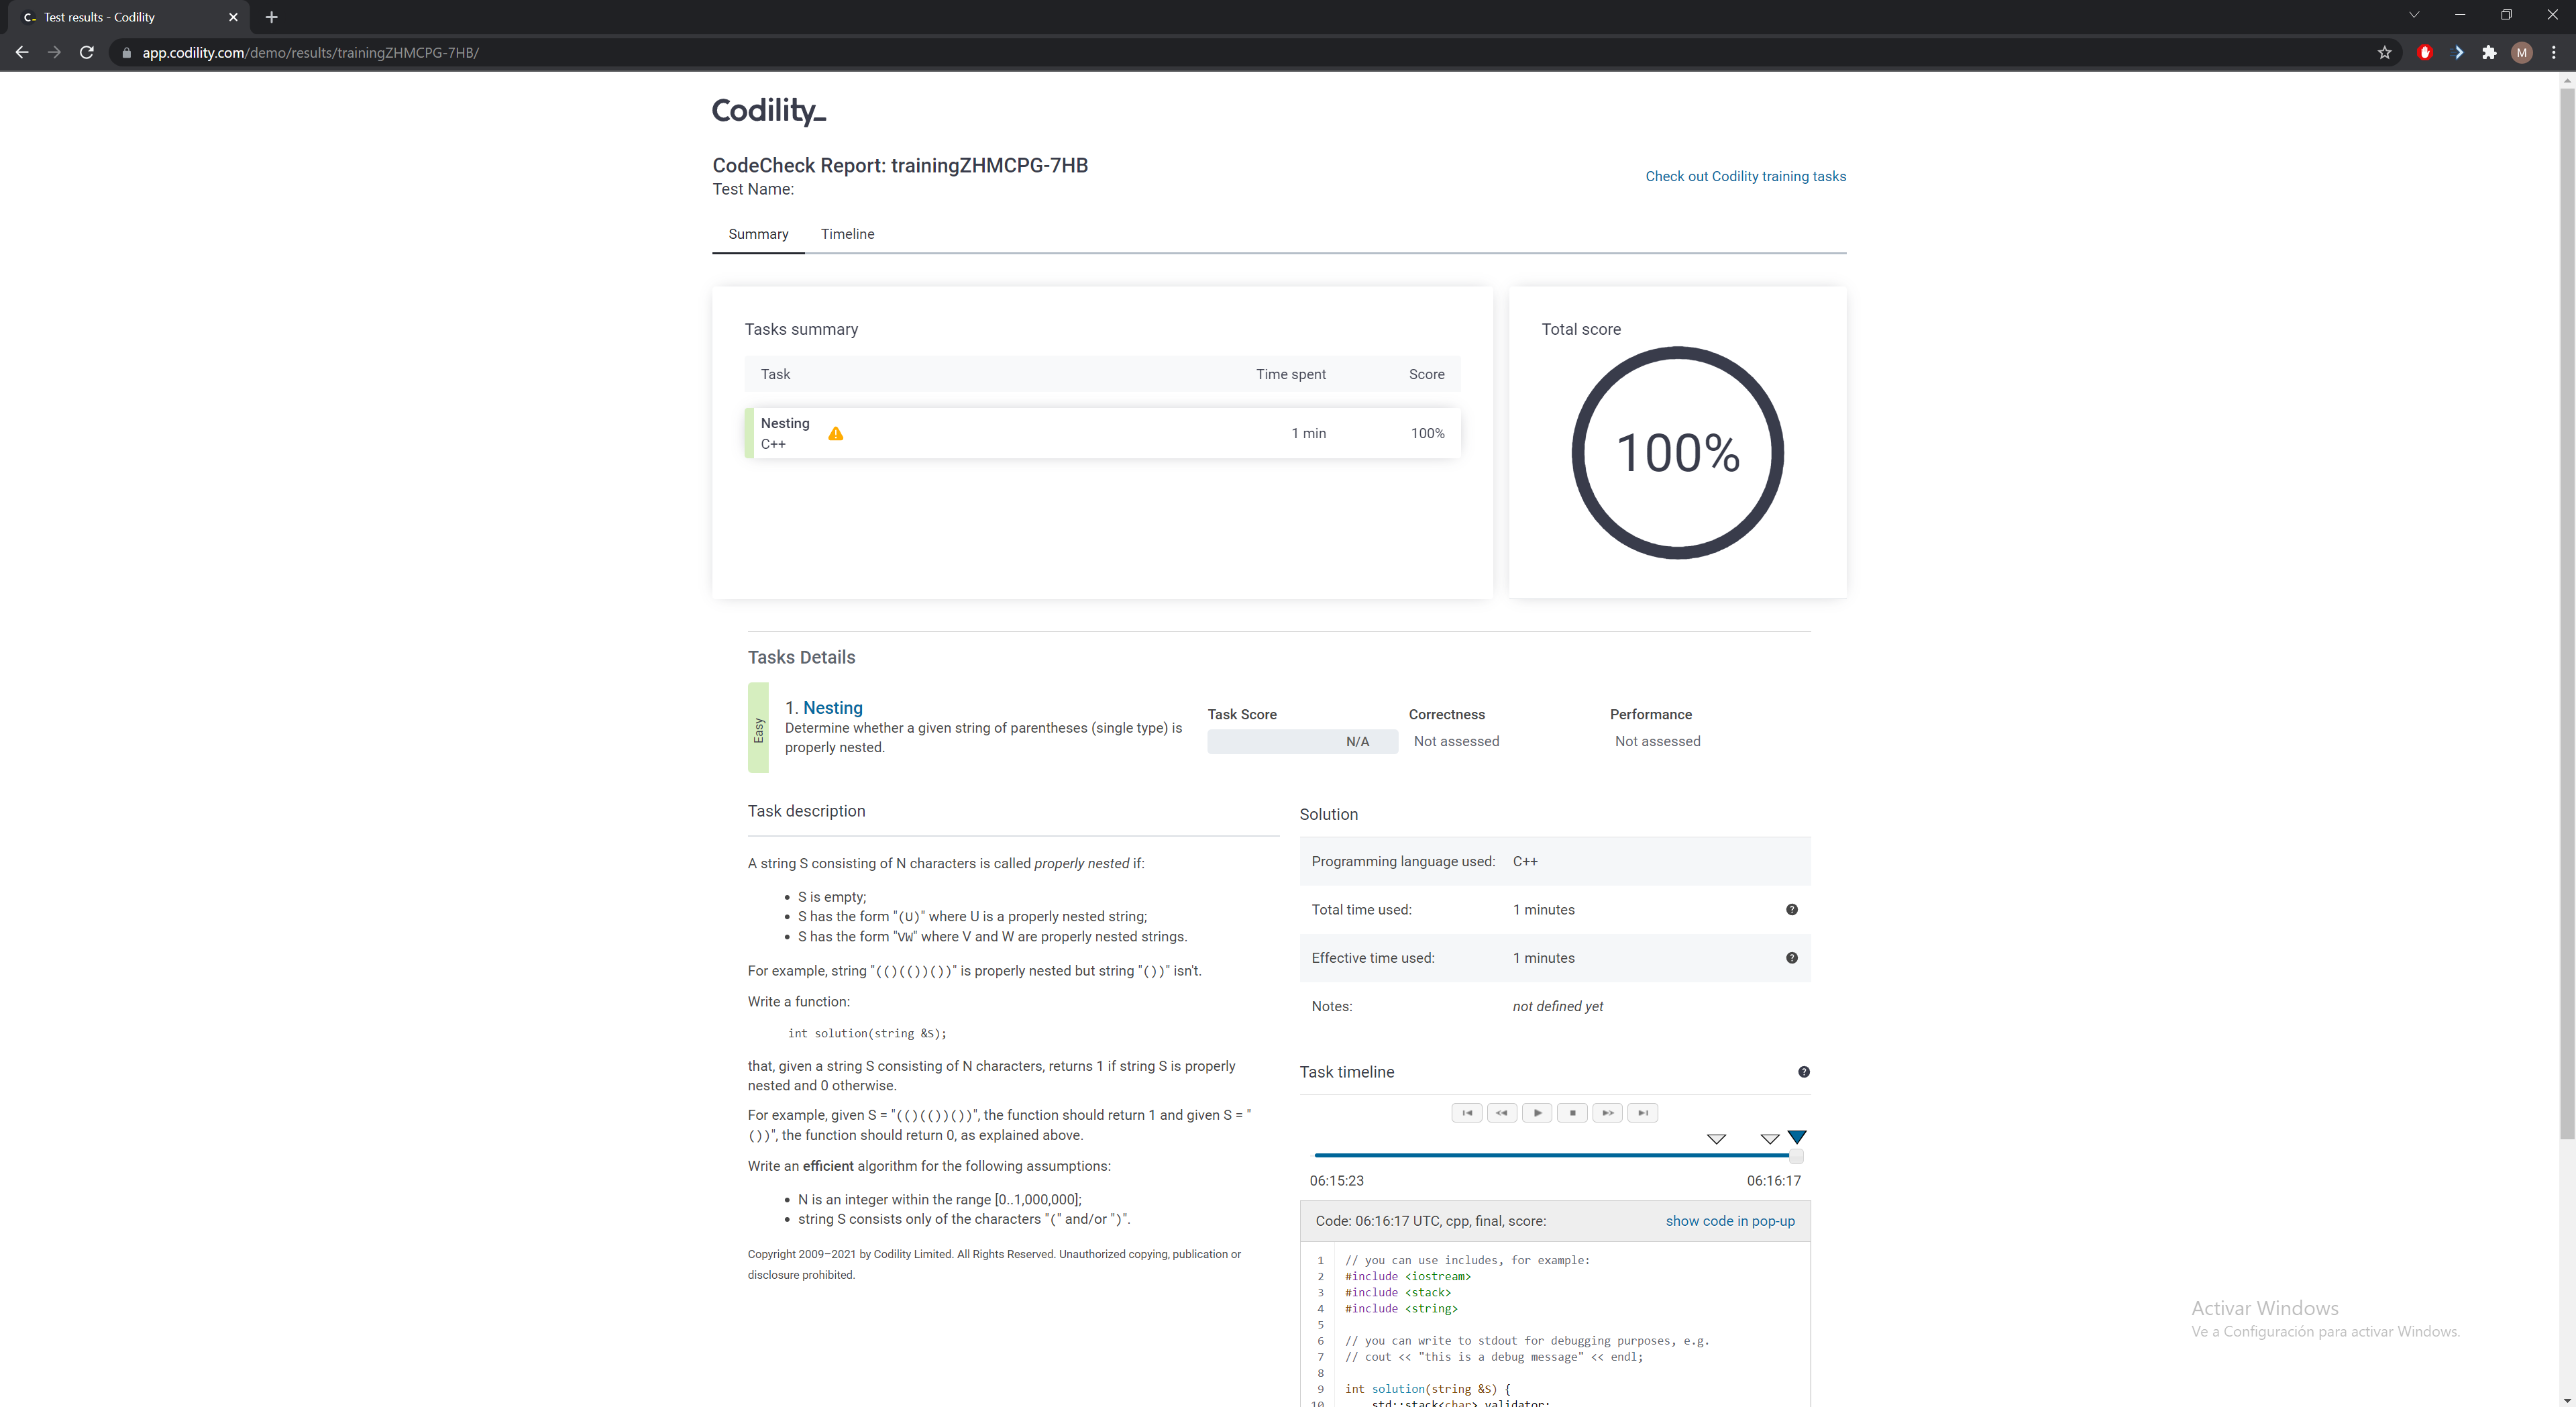 Test results - Codility
app.codility.com/demo/results/trainingZHMCPG-7HB/
M
Codility_
CodeCheck Report: trainingZHMCPG-7HB
Test Name:
Check out Codility training tasks
Summary Timeline
Tasks summary
Task Time spent Score
Nesting
C++
1 min 100%
Total score
100%
Tasks Details
Easy
1. Nesting
Determine whether a given string of parentheses (single type) is
properly nested.
Task Score Correctness Performance
N/A Not assessed Not assessed
Task description
A string S consisting of N characters is called properly nested if:
• S is empty;
• S has the form "(U)" where U is a properly nested string;
• S has the form "VW" where V and W are properly nested strings.
For example, string "(()(())())" is properly nested but string "())" isn't.
Write a function:
int solution(string &S);
that, given a string S consisting of N characters, returns 1 if string S is properly
nested and 0 otherwise.
For example, given S = "(()(())())", the function should return 1 and given S = "
())", the function should return 0, as explained above.
Write an efficient algorithm for the following assumptions:
• N is an integer within the range [0..1,000,000];
• string S consists only of the characters "(" and/or ")".
Copyright 2009–2021 by Codility Limited. All Rights Reserved. Unauthorized copying, publication or
disclosure prohibited.
Solution
Programming language used: C++
Total time used: 1 minutes
Effective time used: 1 minutes
Notes: not defined yet
Task timeline
06:15:23 06:16:17
Code: 06:16:17 UTC, cpp, final, score: show code in pop-up
1 // you can use includes, for example:
2 #include <iostream>
3 #include <stack>
4 #include <string>
5
6 // you can write to stdout for debugging purposes, e.g.
7 // cout << "this is a debug message" << endl;
8
9 int solution(string &S) {
10 std::stack<char> validator;
Activar Windows
Ve a Configuración para activar Windows.